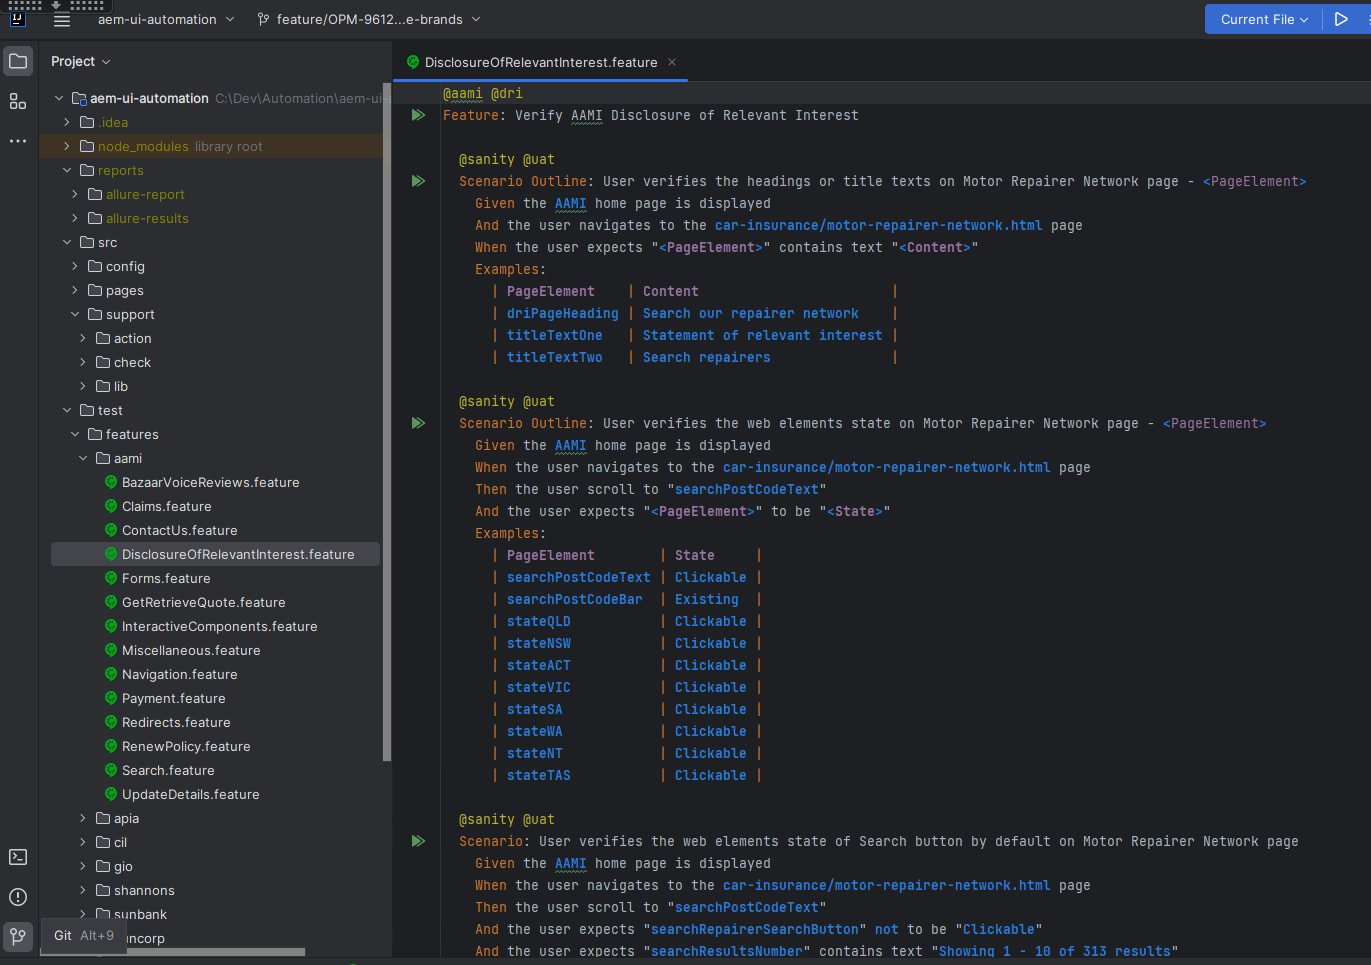 IJ
aem-ui-automation
feature/OPM-9612...e-brands
Current File
Project
aem-ui-automation C:\Dev\Automation\aem-ui-a
.idea
node_modules library root
reports
allure-report
allure-results
src
config
pages
support
action
check
lib
test
features
aami
BazaarVoiceReviews.feature
Claims.feature
ContactUs.feature
DisclosureOfRelevantInterest.feature
Forms.feature
GetRetrieveQuote.feature
InteractiveComponents.feature
Miscellaneous.feature
Navigation.feature
Payment.feature
Redirects.feature
RenewPolicy.feature
Search.feature
UpdateDetails.feature
apia
cil
gio
shannons
sunbank
uncorp
Git Alt+9
DisclosureOfRelevantInterest.feature
@aami @dri
Feature: Verify AAMI Disclosure of Relevant Interest
@sanity @uat
Scenario Outline: User verifies the headings or title texts on Motor Repairer Network page - <PageElement>
Given the AAMI home page is displayed
And the user navigates to the car-insurance/motor-repairer-network.html page
When the user expects "<PageElement>" contains text "<Content>"
Examples:
| PageElement | Content |
| driPageHeading | Search our repairer network |
| titleTextOne | Statement of relevant interest |
| titleTextTwo | Search repairers |
@sanity @uat
Scenario Outline: User verifies the web elements state on Motor Repairer Network page - <PageElement>
Given the AAMI home page is displayed
When the user navigates to the car-insurance/motor-repairer-network.html page
Then the user scroll to "searchPostCodeText"
And the user expects "<PageElement>" to be "<State>"
Examples:
| PageElement | State |
| searchPostCodeText | Clickable |
| searchPostCodeBar | Existing |
| stateQLD | Clickable |
| stateNSW | Clickable |
| stateACT | Clickable |
| stateVIC | Clickable |
| stateSA | Clickable |
| stateWA | Clickable |
| stateNT | Clickable |
| stateTAS | Clickable |
@sanity @uat
Scenario: User verifies the web elements state of Search button by default on Motor Repairer Network page
Given the AAMI home page is displayed
When the user navigates to the car-insurance/motor-repairer-network.html page
Then the user scroll to "searchPostCodeText"
And the user expects "searchRepairerSearchButton" not to be "Clickable"
And the user expects "searchResultsNumber" contains text "Showing 1 - 10 of 313 results"